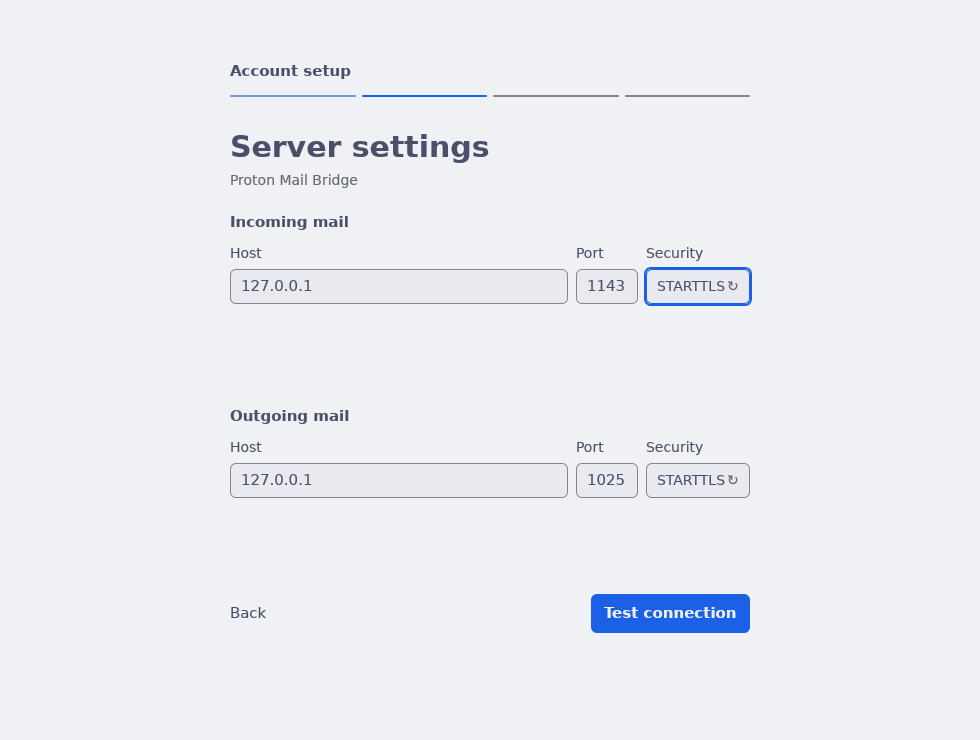 Account setup
Server settings
Proton Mail Bridge
Incoming mail
Host Port Security
127.0.0.1 1143 STARTTLS↻
Outgoing mail
Host Port Security
127.0.0.1 1025 STARTTLS↻
Back Test connection